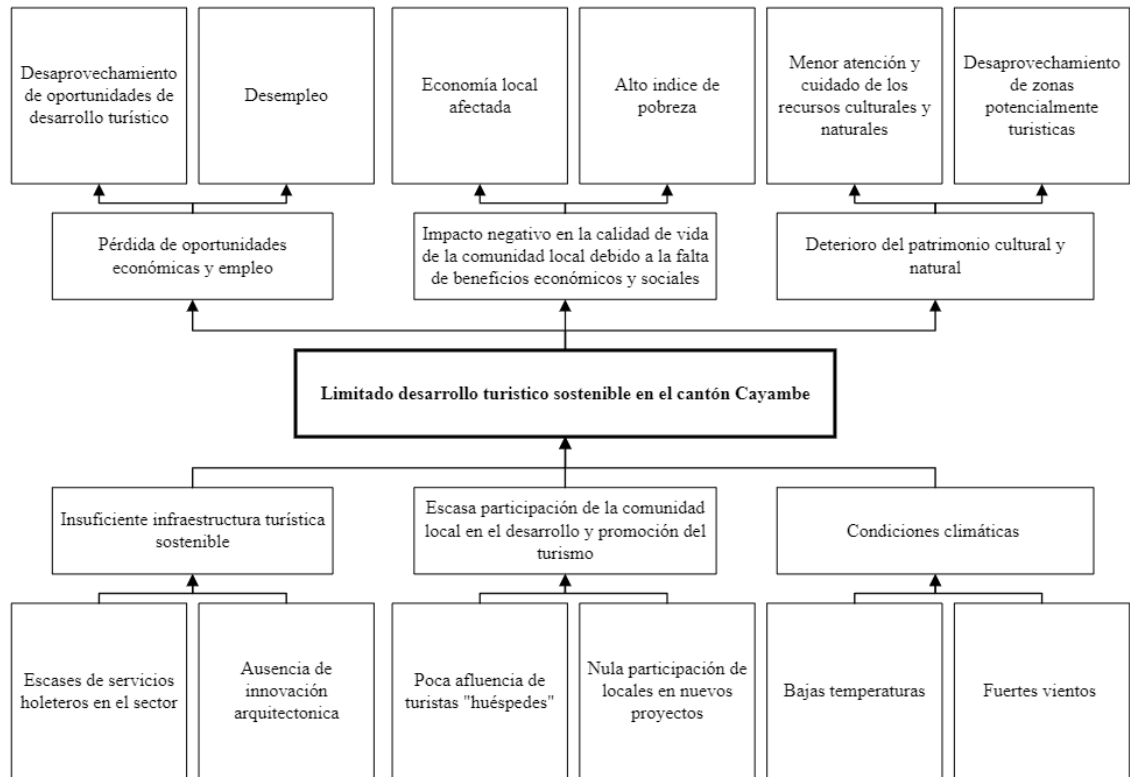 Desaprovechamiento
de oportunidades de
desarrollo turístico
Desempleo
Economía local
afectada
Alto indice de
pobreza
Menor atención y
cuidado de los
recursos culturales y
naturales
Desaprovechamiento
de zonas
potencialmente
turisticas
Pérdida de oportunidades
económicas y empleo
Impacto negativo en la calidad de vida
de la comunidad local debido a la falta
de beneficios económicos y sociales
Deterioro del patrimonio cultural y
natural
Limitado desarrollo turistico sostenible en el cantón Cayambe
Insuficiente infraestructura turística
sostenible
Escasa participación de la comunidad
local en el desarrollo y promoción del
turismo
Condiciones climáticas
Escases de servicios
holeteros en el sector
Ausencia de
innovación
arquitectonica
Poca afluencia de
turistas "huéspedes"
Nula participación de
locales en nuevos
proyectos
Bajas temperaturas
Fuertes vientos